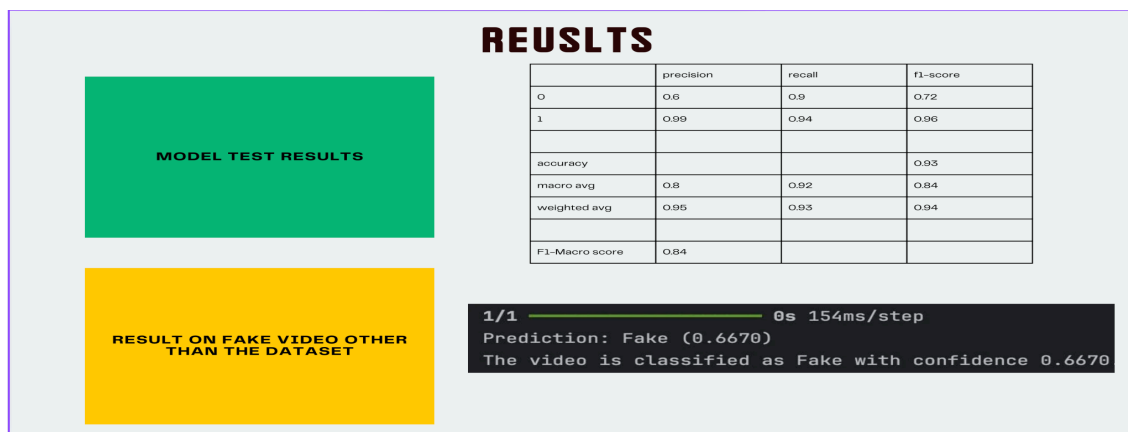 REUSLTS
precision recall f1-score
0 0.6 0.9 0.72
1 0.99 0.94 0.96
accuracy 0.93
macro avg 0.8 0.92 0.84
weighted avg 0.95 0.93 0.94
F1-Macro score 0.84
MODEL TEST RESULTS
RESULT ON FAKE VIDEO OTHER
THAN THE DATASET
1/1 0s 154ms/step
Prediction: Fake (0.6670)
The video is classified as Fake with confidence 0.6670